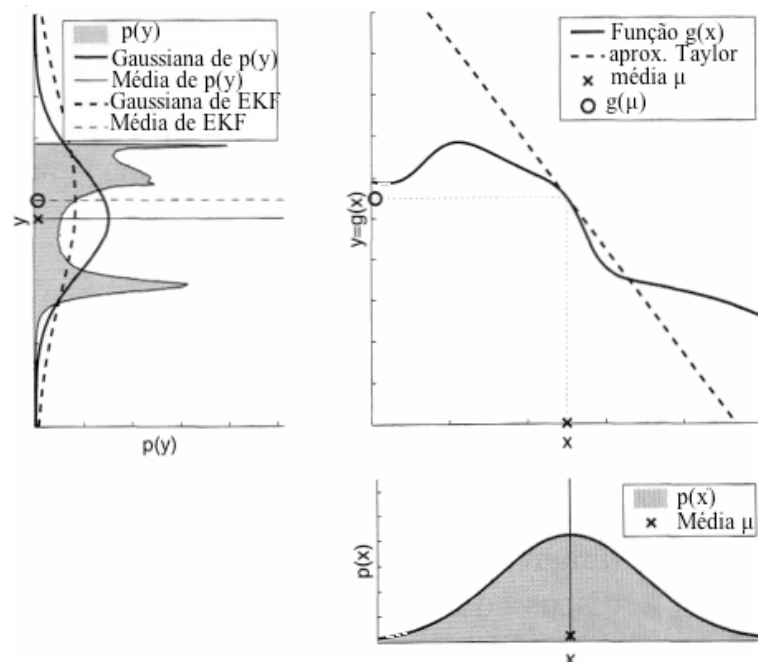 p(y)
Gaussiana de p(y)
Média de p(y)
Gaussiana de EKF
Média de EKF
y
p(y)
Função g(x)
aprox. Taylor
média μ
g(μ)
y=g(x)
x
p(x)
Média μ
p(x)
x